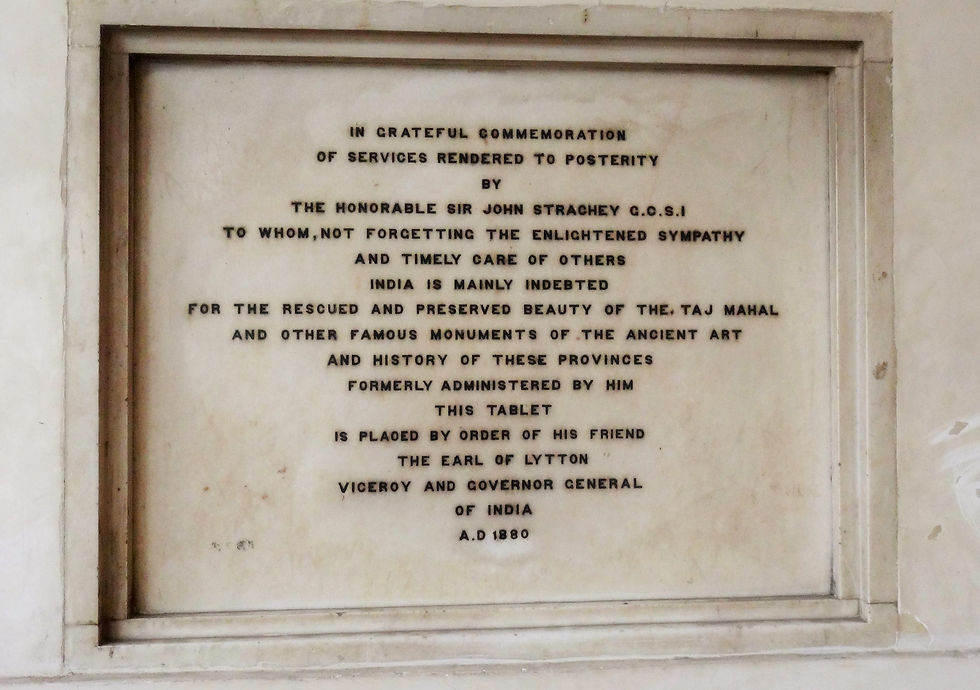 IN GRATEFUL COMMEMORATION
OF SERVICES RENDERED TO POSTERITY
BY
THE HONORABLE SIR JOHN STRACHEY G.C.S.I
TO WHOM, NOT FORGETTING THE ENLIGHTENED SYMPATHY
AND TIMELY CARE OF OTHERS
INDIA IS MAINLY INDEBTED
FOR THE RESCUED AND PRESERVED BEAUTY OF THE TAJ MAHAL
AND OTHER FAMOUS MONUMENTS OF THE ANCIENT ART
AND HISTORY OF THESE PROVINCES
FORMERLY ADMINISTERED BY HIM
THIS TABLET
IS PLACED BY ORDER OF HIS FRIEND
THE EARL OF LYTTON
VICEROY AND GOVERNOR GENERAL
OF INDIA
A.D 1880